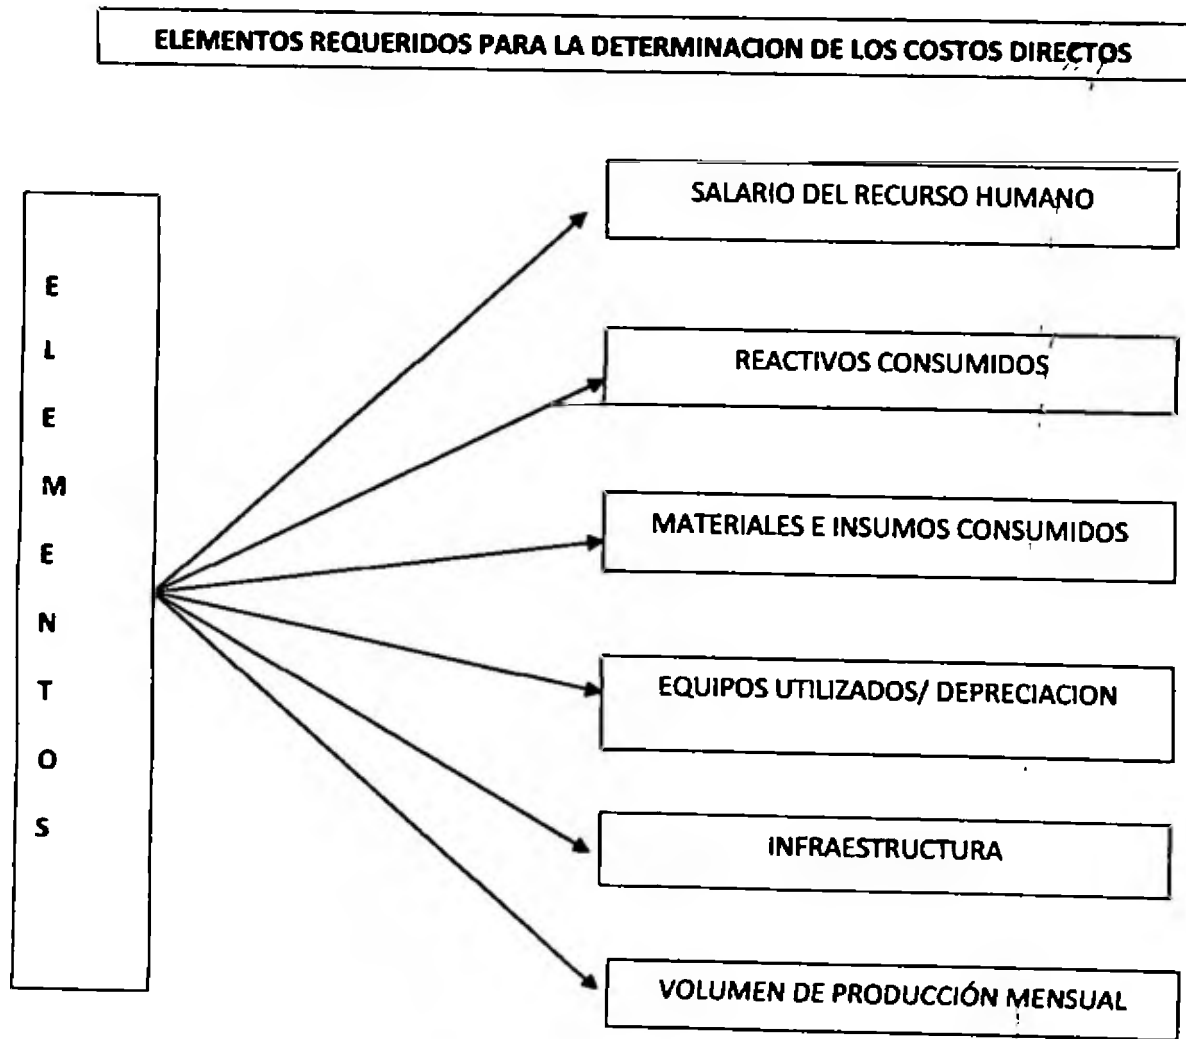 ELEMENTOS REQUERIDOS PARA LA DETERMINACION DE LOS COSTOS DIRECTOS
ELEMENTOS
SALARIO DEL RECURSO HUMANO
REACTIVOS CONSUMIDOS
MATERIALES E INSUMOS CONSUMIDOS
EQUIPOS UTILIZADOS/ DEPRECIACION
INFRAESTRUCTURA
VOLUMEN DE PRODUCCIÓN MENSUAL